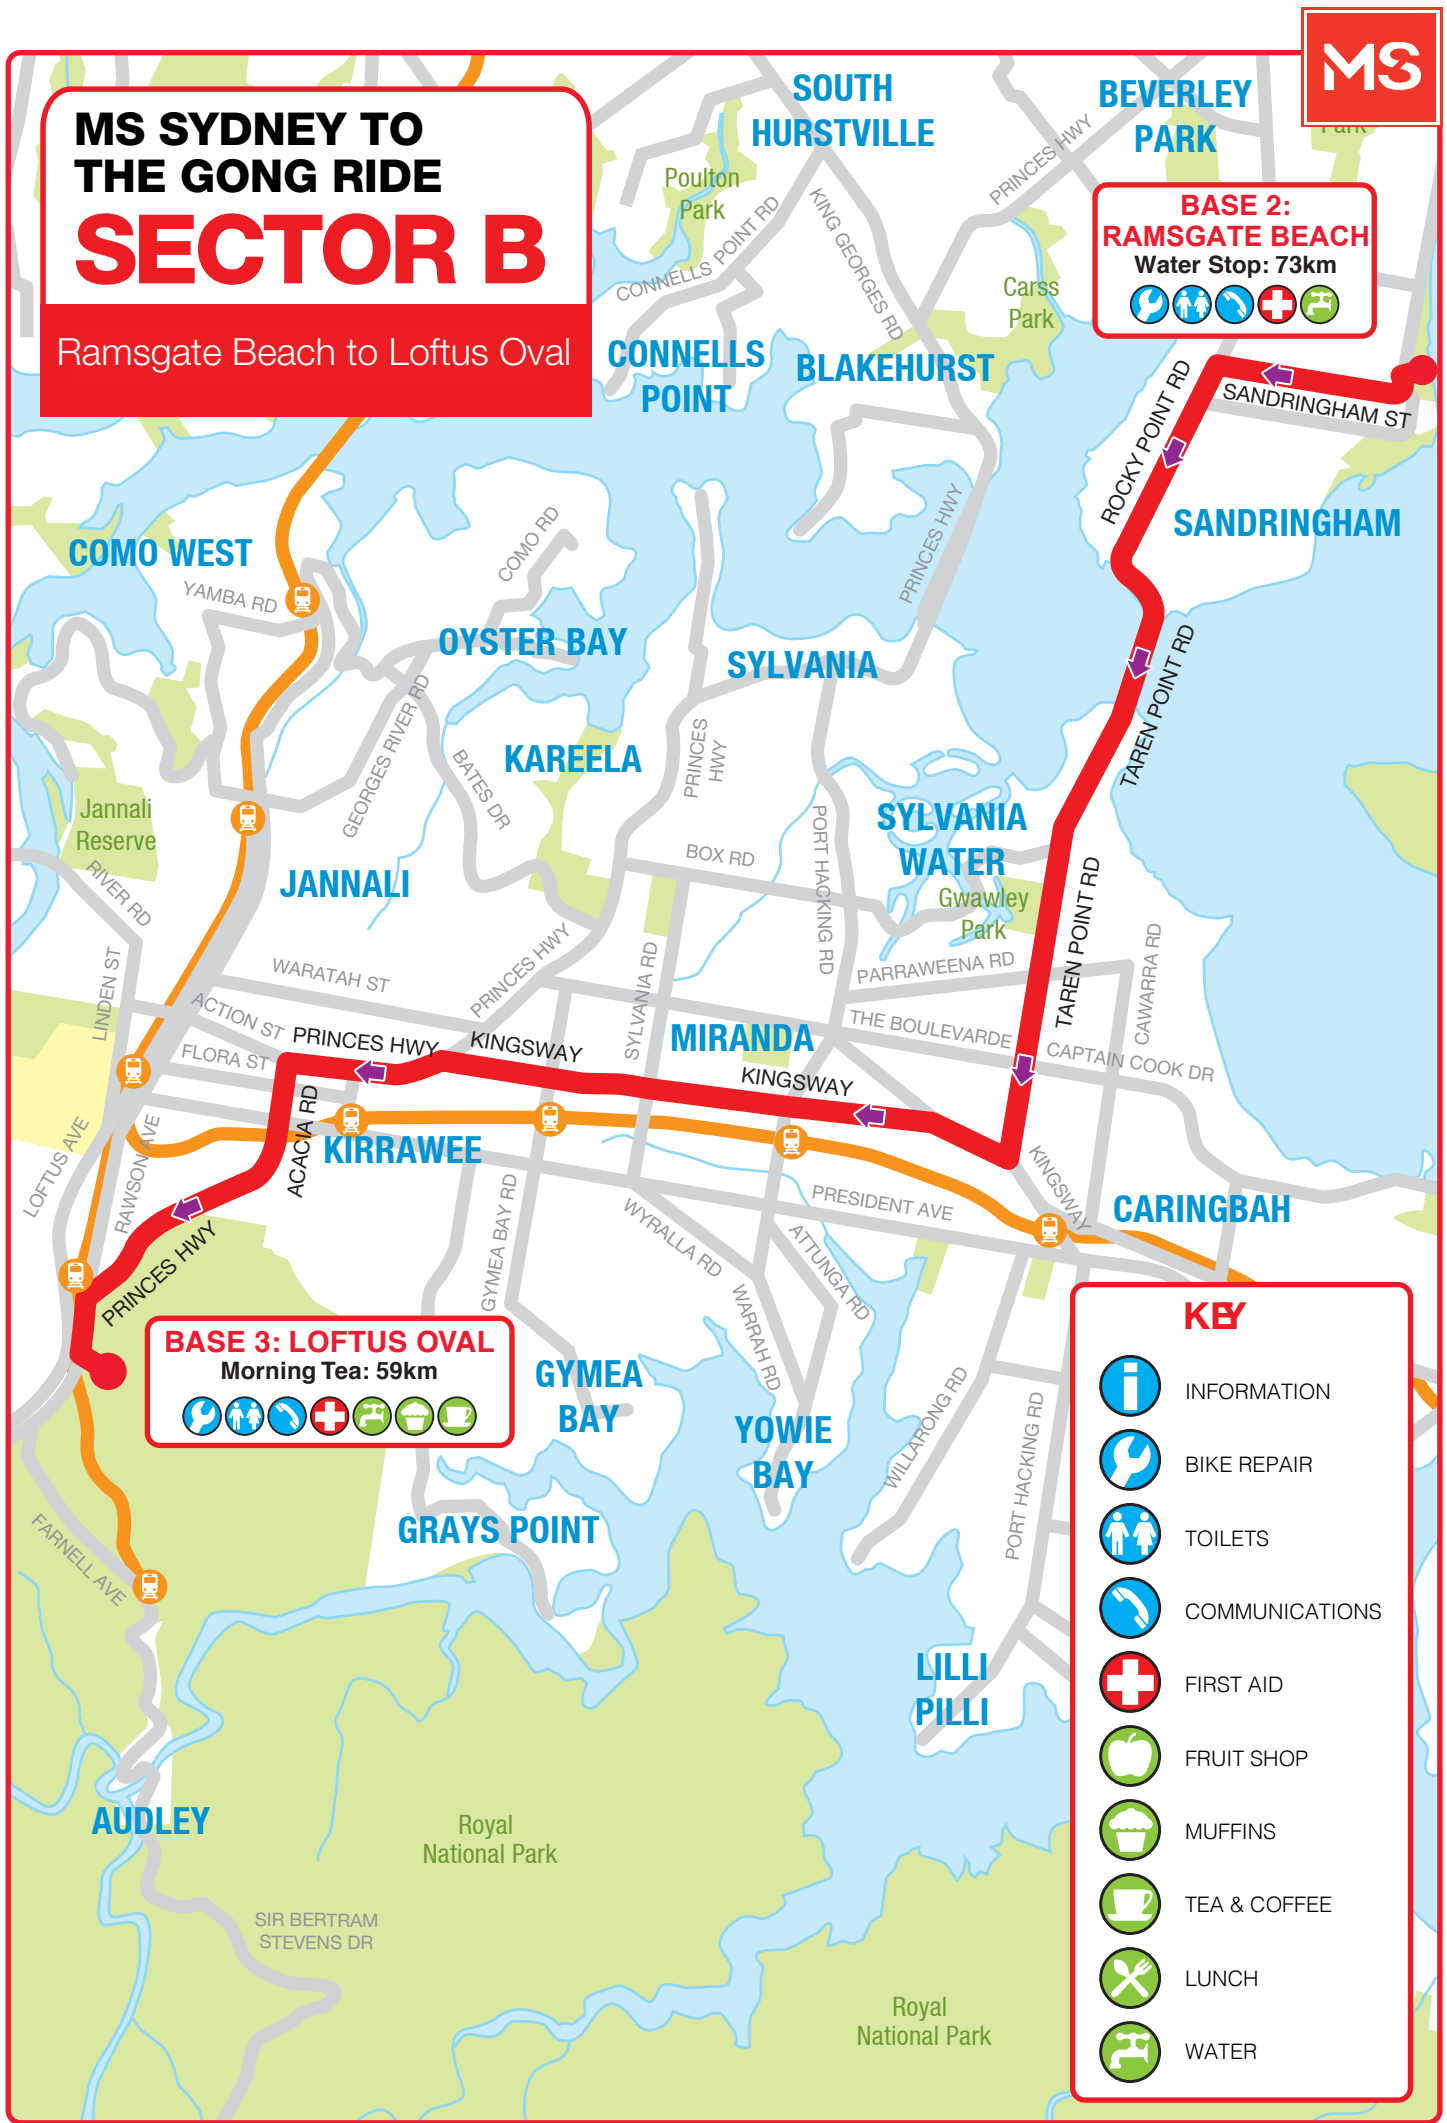 MS
MS SYDNEY TO
THE GONG RIDE
SECTOR B
Ramsgate Beach to Loftus Oval
SOUTH
HURSTVILLE
BEVERLEY
PARK
Park
PRINCES HWY
Poulton
Park
CONNELLS POINT RD
KING GEORGES RD
Carss
Park
BASE 2:
RAMSGATE BEACH
Water Stop: 73km
CONNELLS
POINT
BLAKEHURST
ROCKY POINT RD
SANDRINGHAM ST
SANDRINGHAM
COMO WEST
YAMBA RD
COMO RD
PRINCES HWY
OYSTER BAY
SYLVANIA
TAREN POINT RD
GEORGES RIVER RD
KAREELA
BATES DR
PRINCES
HWY
Jannali
Reserve
SYLVANIA
WATER
PORT HACKING RD
BOX RD
JANNALI
RIVER RD
Gwawley
Park
TAREN POINT RD
LINDEN ST
WARATAH ST
PRINCES HWY
SYLVANIA RD
PARRAWEENA RD
CAWARRA RD
ACTION ST
PRINCES HWY
KINGSWAY
MIRANDA
THE BOULEVARDE
CAPTAIN COOK DR
FLORA ST
KINGSWAY
ACACIA RD
KIRRAWEE
LOFTUS AVE
RAWSON AVE
KINGSWAY
PRESIDENT AVE
CARINGBAH
GYMEA BAY RD
WYRALLA RD
ATTUNGA RD
WARRAH RD
PRINCES HWY
BASE 3: LOFTUS OVAL
Morning Tea: 59km
GYMEA
BAY
YOWIE
BAY
WILLARONG RD
PORT HACKING RD
FARNELL AVE
GRAYS POINT
LILLI
PILLI
AUDLEY
Royal
National Park
SIR BERTRAM
STEVENS DR
Royal
National Park
KEY
INFORMATION
BIKE REPAIR
TOILETS
COMMUNICATIONS
FIRST AID
FRUIT SHOP
MUFFINS
TEA & COFFEE
LUNCH
WATER